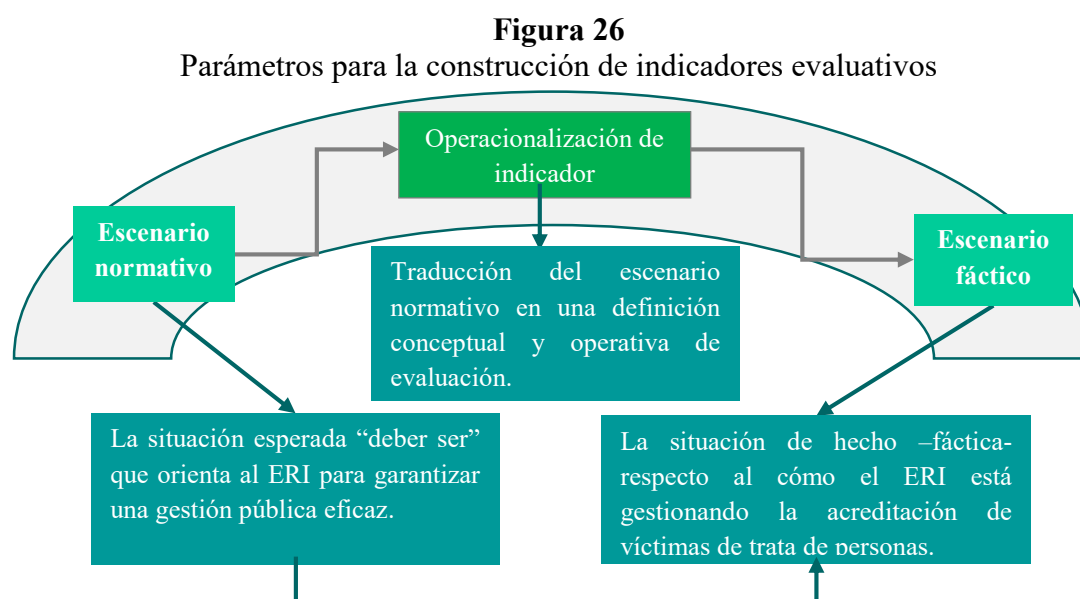 Figura 26
Parámetros para la construcción de indicadores evaluativos
Operacionalización de
indicador
Escenario
normativo
Escenario
fáctico
Traducción del escenario
normativo en una definición
conceptual y operativa de
evaluación.
La situación esperada “deber ser”
que orienta al ERI para garantizar
una gestión pública eficaz.
La situación de hecho –fáctica-
respecto al cómo el ERI está
gestionando la acreditación de
víctimas de trata de personas.